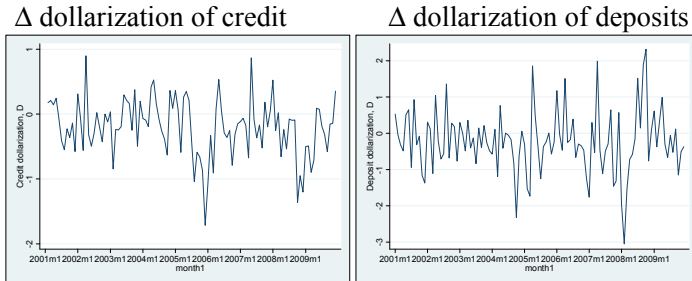 Δ dollarization of credit
Δ dollarization of deposits
Credit dollarization, D
1
0
-1
-2
2001m1 2002m1 2003m1 2004m1 2005m1 2006m1 2007m1 2008m1 2009m1
month1
Deposit dollarization, D
2
1
0
-1
-2
-3
2001m1 2002m1 2003m1 2004m1 2005m1 2006m1 2007m1 2008m1 2009m1
month1